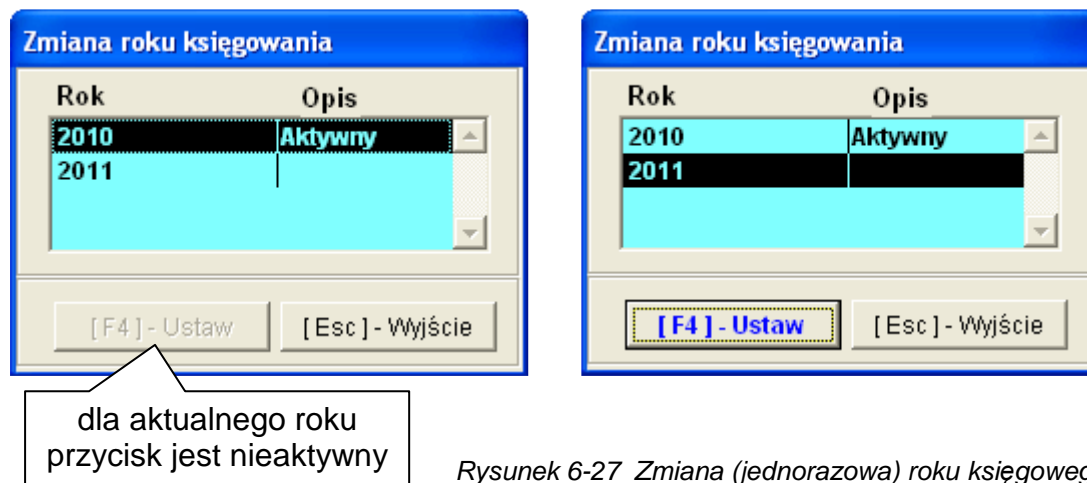 Zmiana roku księgowania
Rok Opis
2010 Aktywny
2011
[ F4 ] - Ustaw [ Esc ] - Wyjście
dla aktualnego roku
przycisk jest nieaktywny
Zmiana roku księgowania
Rok Opis
2010 Aktywny
2011
[ F4 ] - Ustaw [ Esc ] - Wyjście
Rysunek 6-27 Zmiana (jednorazowa) roku księgoweg